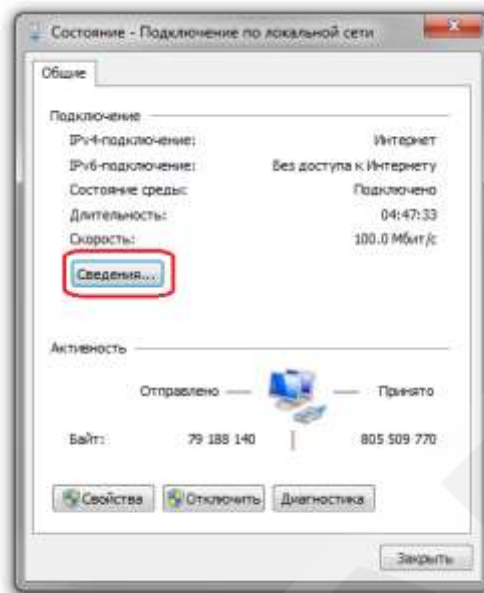 Состояние - Подключение по локальной сети
Общие
Подключение
IPv4-подключение: Интернет
IPv6-подключение: Без доступа к Интернету
Состояние среды: Подключено
Длительность: 04:47:33
Скорость: 100.0 Мбит/с
Сведения...
Активность
Отправлено — Принято
Байт: 79 188 140 805 509 770
Свойства Отключить Диагностика
Закрыть